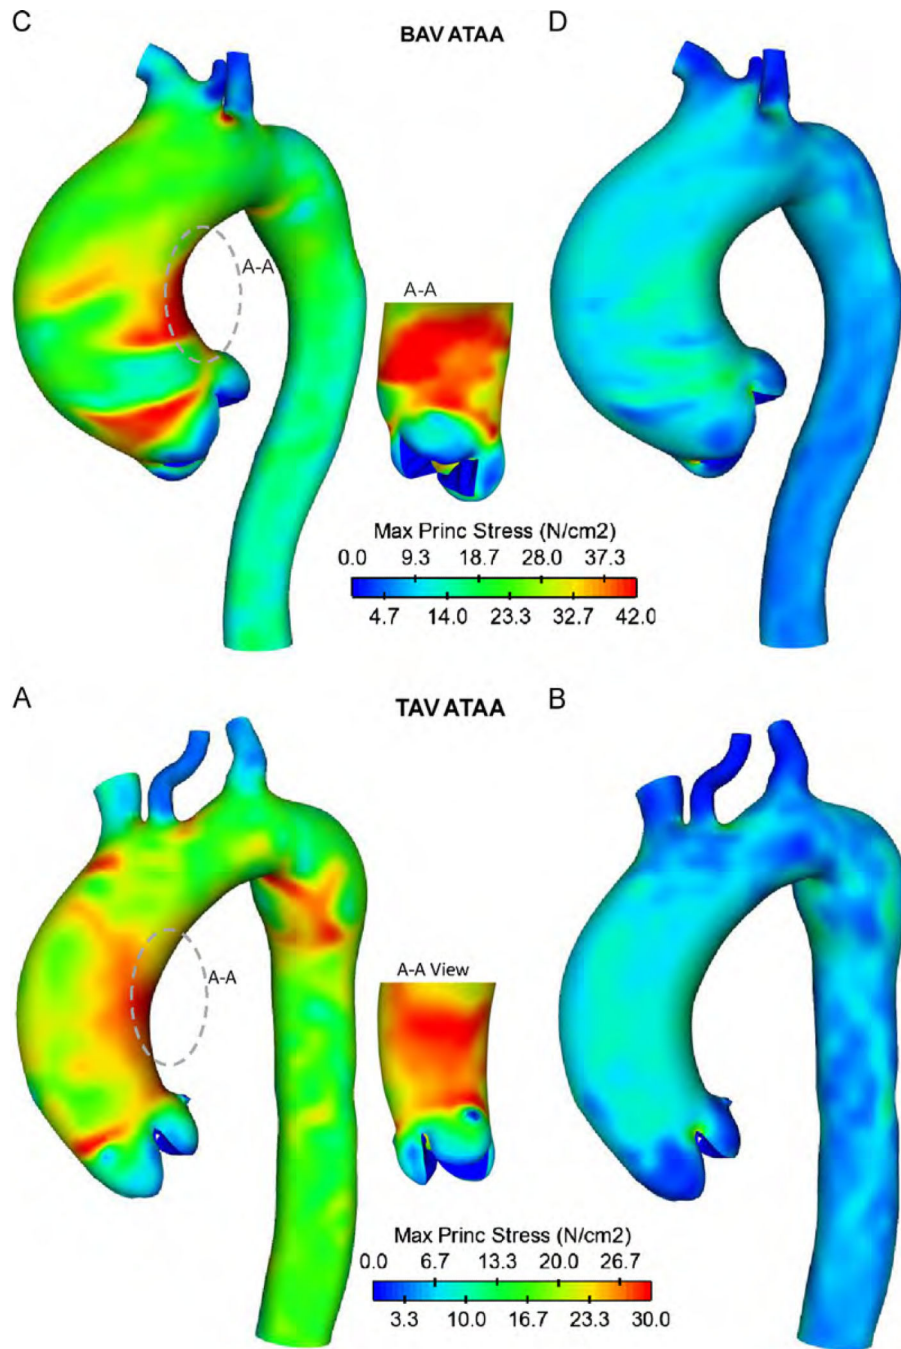 C
BAV ATAA
D
A-A
A-A
Max Princ Stress (N/cm2)
0.0 9.3 18.7 28.0 37.3
4.7 14.0 23.3 32.7 42.0
A
TAV ATAA
B
A-A
A-A View
Max Princ Stress (N/cm2)
0.0 6.7 13.3 20.0 26.7
3.3 10.0 16.7 23.3 30.0